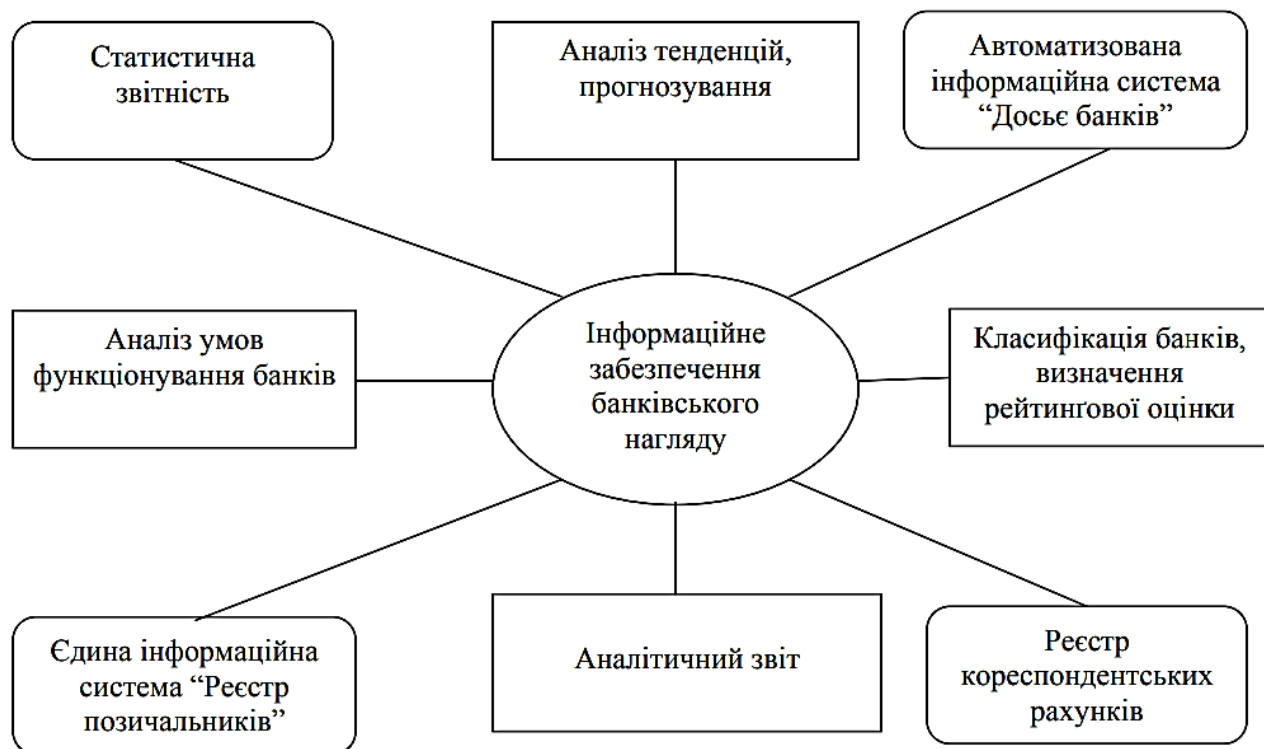 Статистична
звітність
Аналіз тенденцій,
прогнозування
Автоматизована
інформаційна система
“Досьє банків”
Аналіз умов
функціонування банків
Інформаційне
забезпечення
банківського
нагляду
Класифікація банків,
визначення
рейтинґової оцінки
Єдина інформаційна
система “Реєстр
позичальників”
Аналітичний звіт
Реєстр
кореспондентських
рахунків